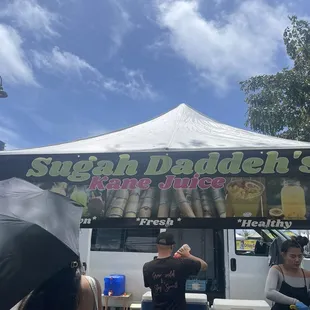 Sugah Daddeh's
Kane Juice
"Fresh" "Healthy"